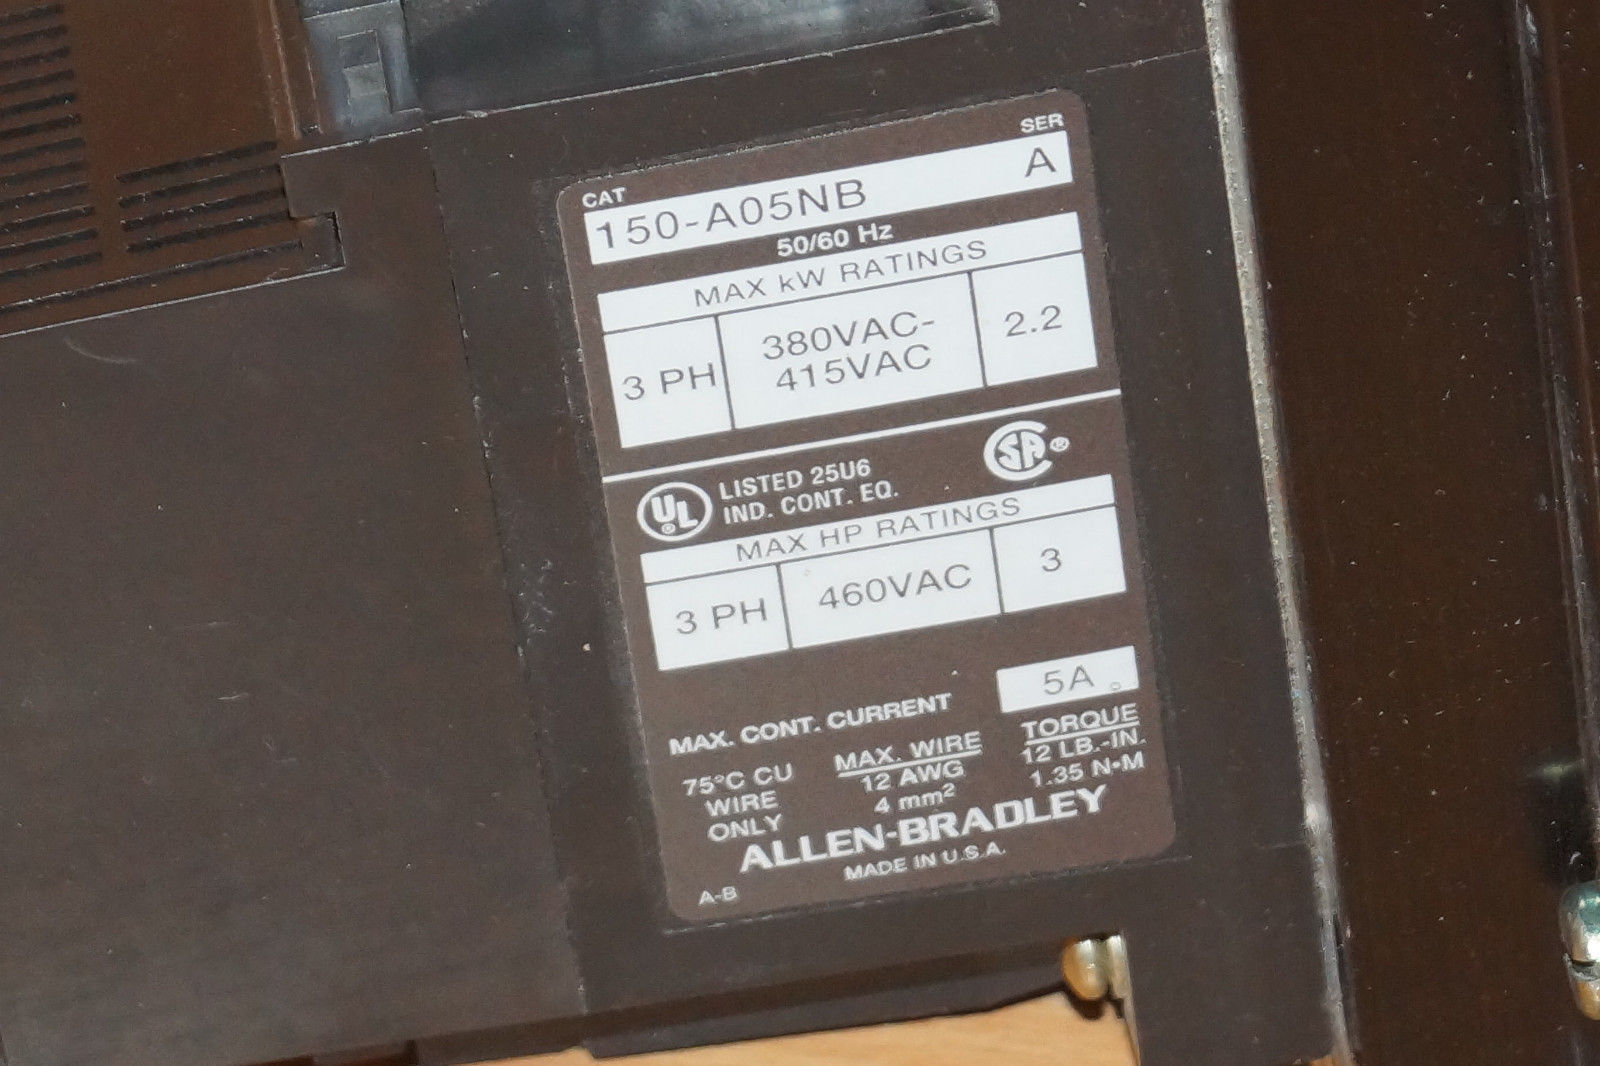 CAT SER
150-A05NB A
50/60 Hz
MAX kW RATINGS
3 PH 380VAC-
415VAC 2.2
UL® LISTED 25U6
IND. CONT. EQ.
SA ®
MAX HP RATINGS
3 PH 460VAC 3
MAX. CONT. CURRENT 5A
75°C CU
WIRE
ONLY
MAX. WIRE
12 AWG
4 mm²
TORQUE
12 LB.-IN.
1.35 N•M
ALLEN-BRADLEY
MADE IN U.S.A.
A-B